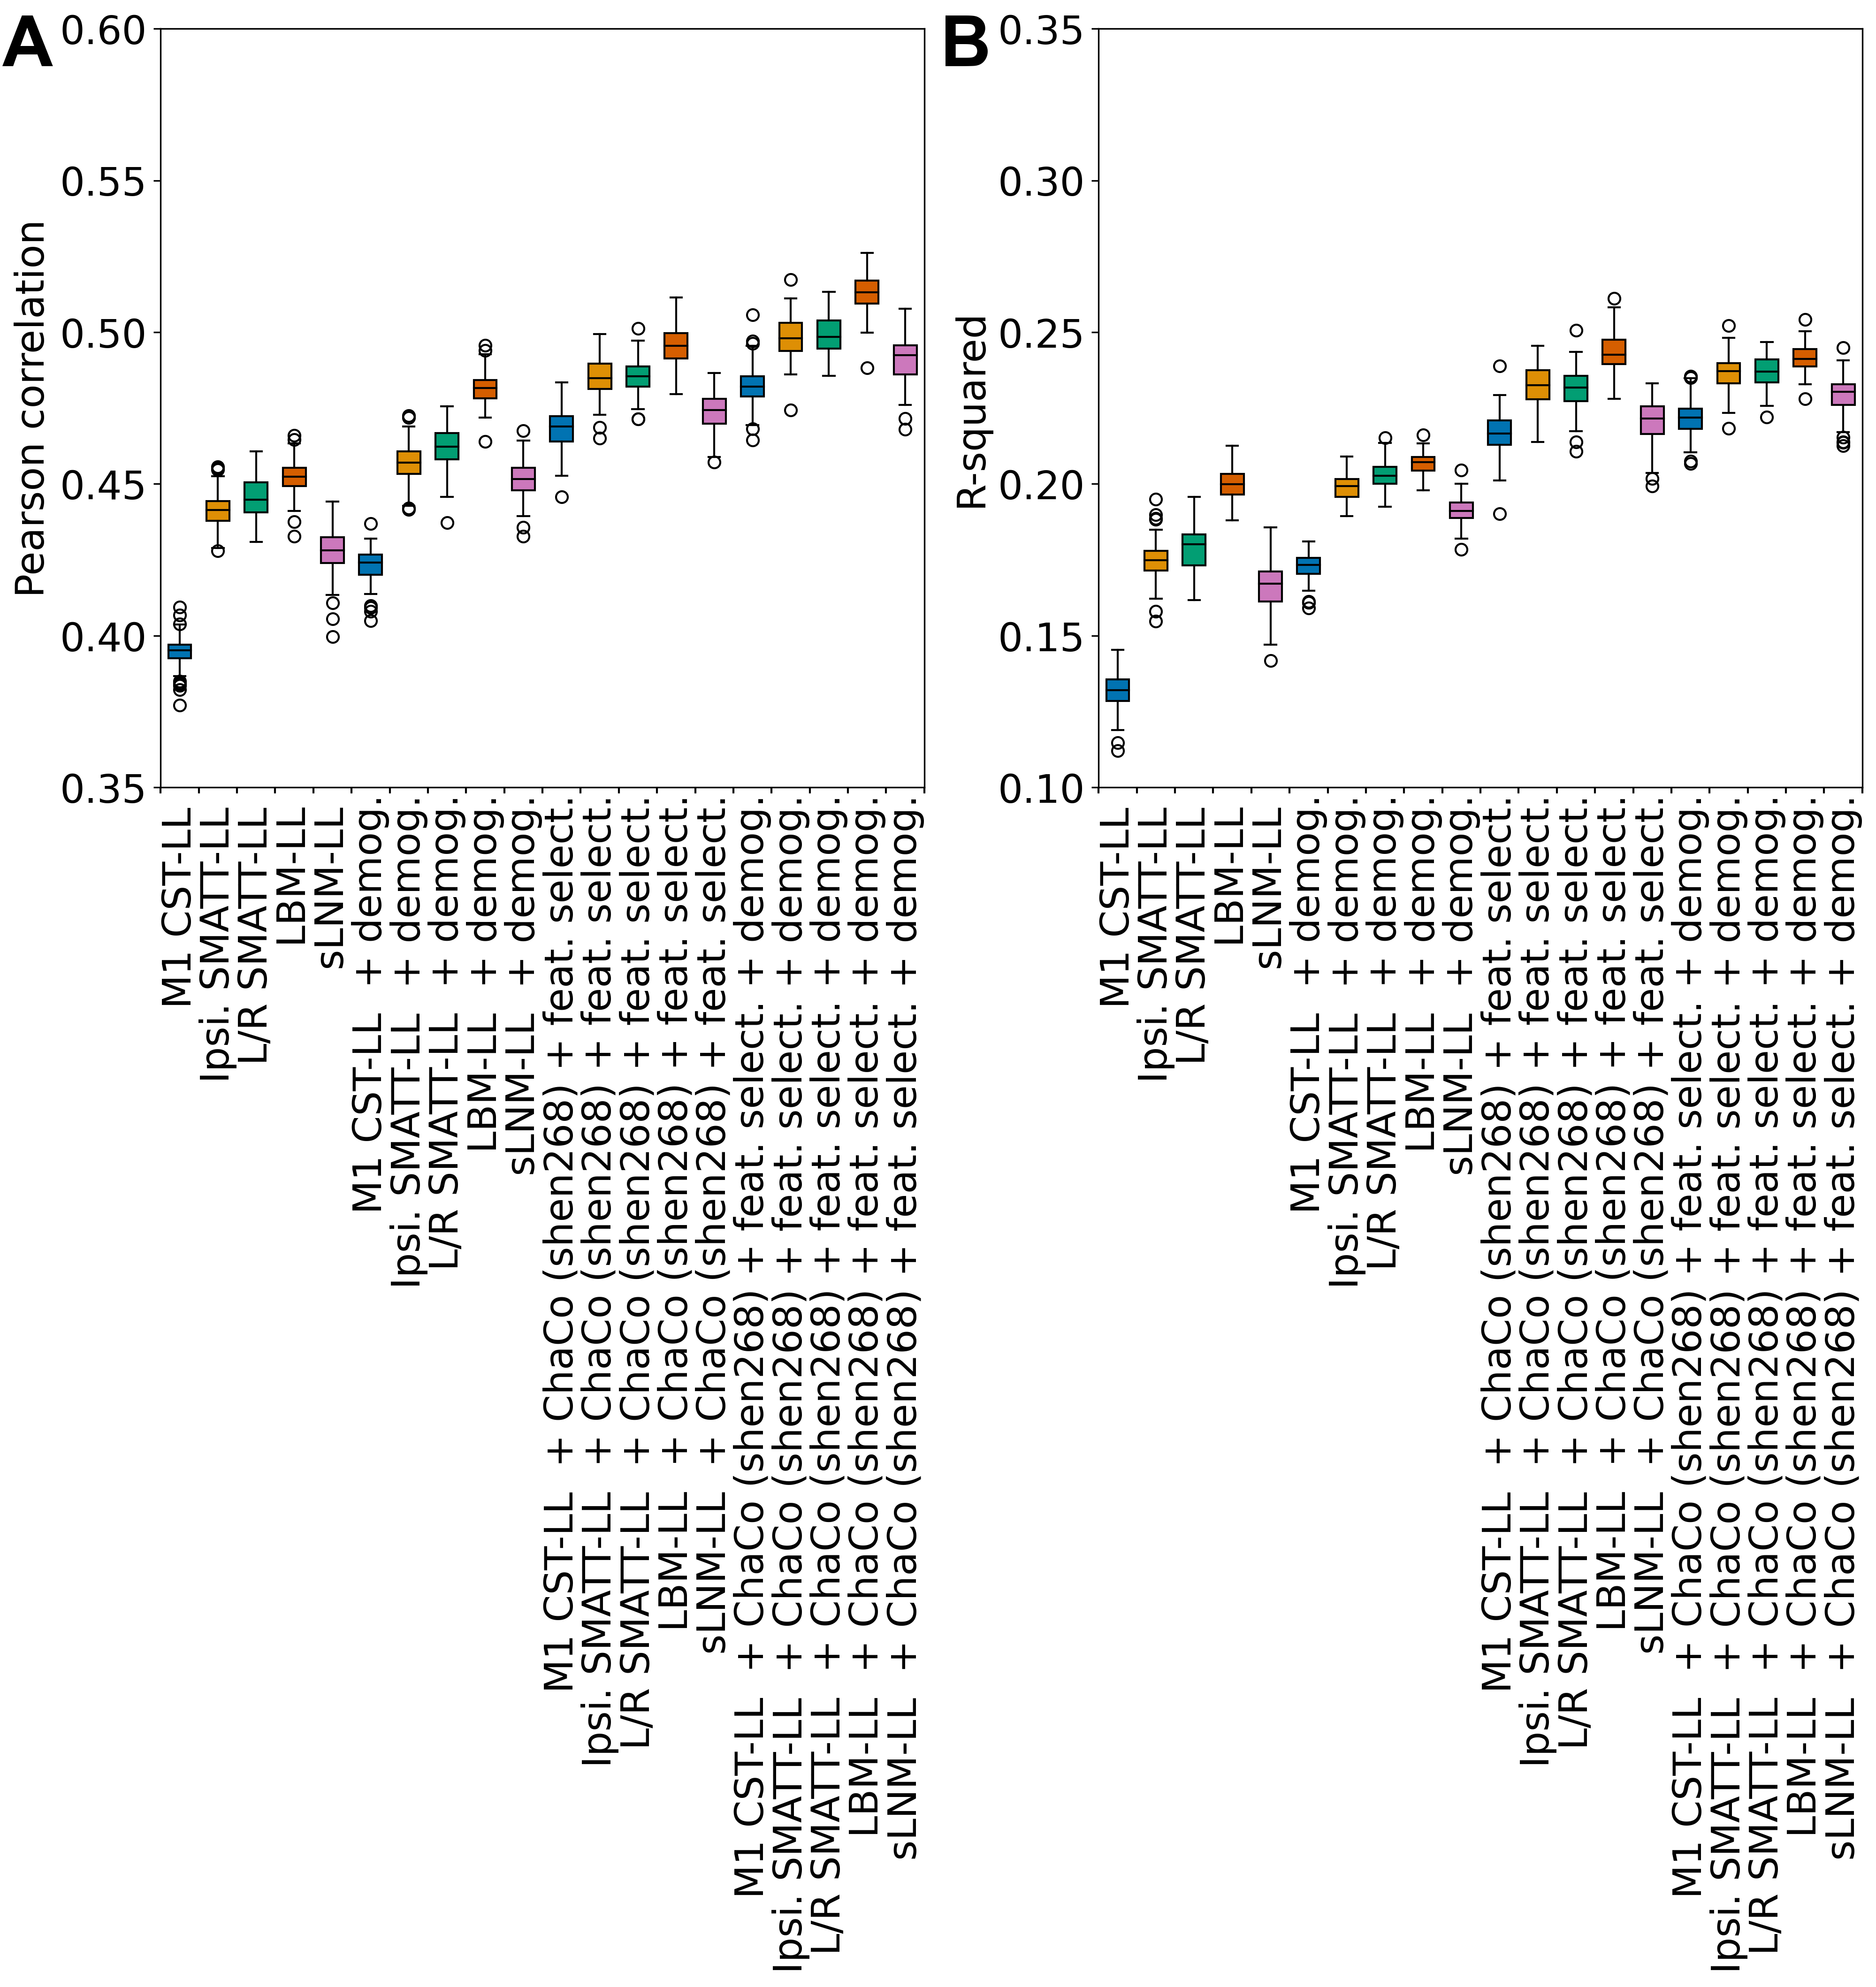 A
0.60
0.55
0.50
0.45
0.40
0.35
Pearson correlation
M1 CST-LL
Ipsi. SMATT-LL
L/R SMATT-LL
LBM-LL
sLNM-LL
M1 CST-LL + demog.
Ipsi. SMATT-LL + demog.
L/R SMATT-LL + demog.
LBM-LL + demog.
sLNM-LL + demog.
M1 CST-LL + ChaCo (shen268) + feat. select.
Ipsi. SMATT-LL + ChaCo (shen268) + feat. select.
L/R SMATT-LL + ChaCo (shen268) + feat. select.
LBM-LL + ChaCo (shen268) + feat. select.
sLNM-LL + ChaCo (shen268) + feat. select.
M1 CST-LL + ChaCo (shen268) + feat. select. + demog.
Ipsi. SMATT-LL + ChaCo (shen268) + feat. select. + demog.
L/R SMATT-LL + ChaCo (shen268) + feat. select. + demog.
LBM-LL + ChaCo (shen268) + feat. select. + demog.
sLNM-LL + ChaCo (shen268) + feat. select. + demog.
B
0.35
0.30
0.25
0.20
0.15
0.10
R-squared
M1 CST-LL
Ipsi. SMATT-LL
L/R SMATT-LL
LBM-LL
sLNM-LL
M1 CST-LL + demog.
Ipsi. SMATT-LL + demog.
L/R SMATT-LL + demog.
LBM-LL + demog.
sLNM-LL + demog.
M1 CST-LL + ChaCo (shen268) + feat. select.
Ipsi. SMATT-LL + ChaCo (shen268) + feat. select.
L/R SMATT-LL + ChaCo (shen268) + feat. select.
LBM-LL + ChaCo (shen268) + feat. select.
sLNM-LL + ChaCo (shen268) + feat. select.
M1 CST-LL + ChaCo (shen268) + feat. select. + demog.
Ipsi. SMATT-LL + ChaCo (shen268) + feat. select. + demog.
L/R SMATT-LL + ChaCo (shen268) + feat. select. + demog.
LBM-LL + ChaCo (shen268) + feat. select. + demog.
sLNM-LL + ChaCo (shen268) + feat. select. + demog.